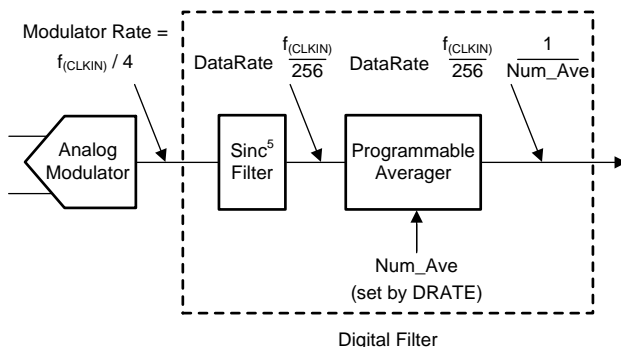 Modulator Rate =
f(CLKIN) / 4
DataRate f(CLKIN)
256
DataRate f(CLKIN)
256
1
Num_Ave
Analog
Modulator
Sinc5
Filter
Programmable
Averager
Num_Ave
(set by DRATE)
Digital Filter